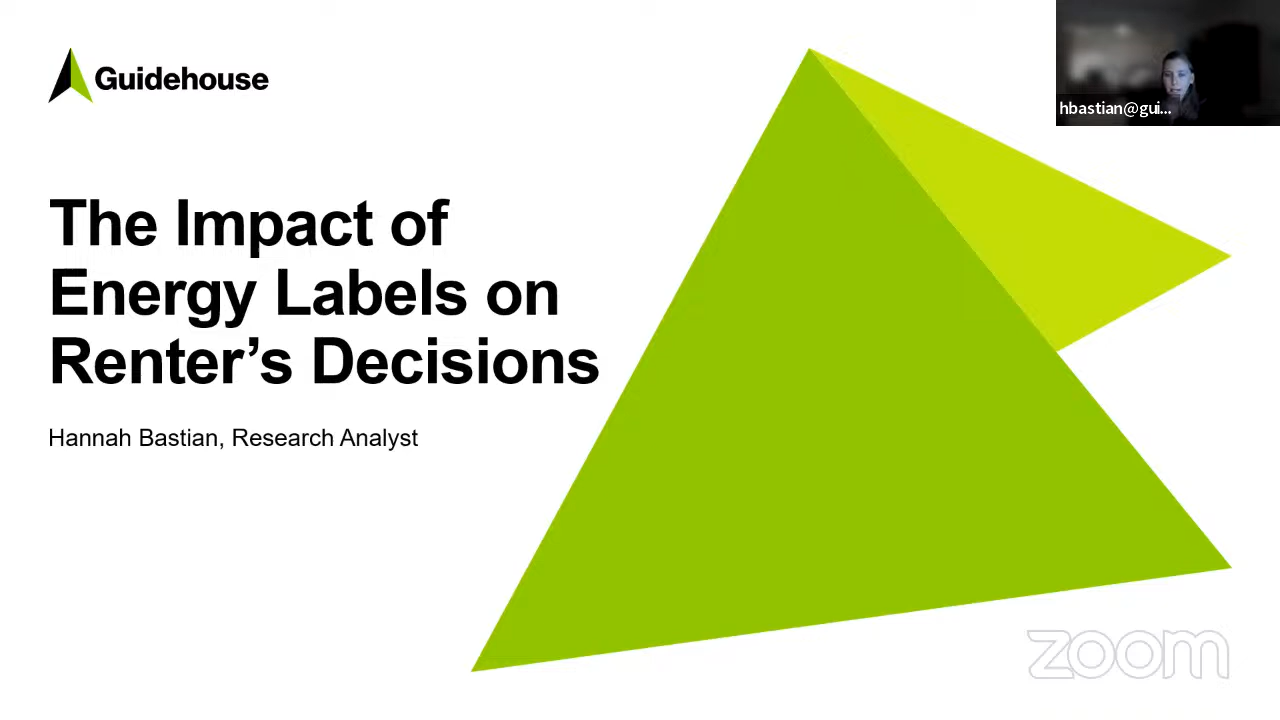 Guidehouse
hbastian@gui...
The Impact of
Energy Labels on
Renter’s Decisions
Hannah Bastian, Research Analyst
zoom